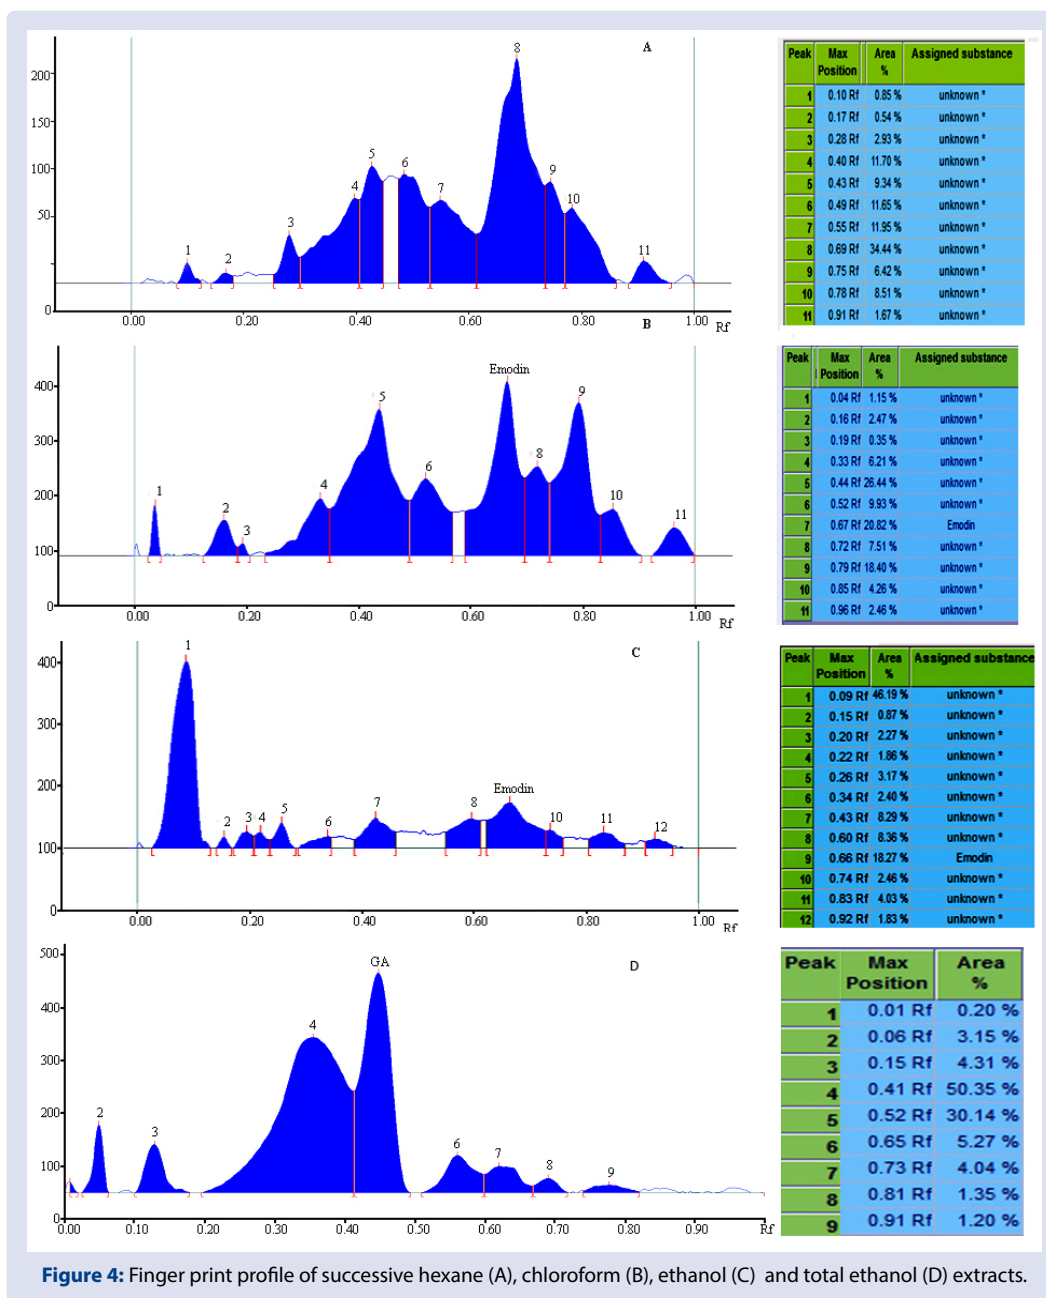 A
200
150
100
50
0
1
2
3
4
5
6
7
8
9
10
11
0.00
0.20
0.40
0.60
0.80
1.00
Rf
Peak Max Position Area % Assigned substance
1 0.10 Rf 0.85 % unknown *
2 0.17 Rf 0.54 % unknown *
3 0.28 Rf 2.93 % unknown *
4 0.40 Rf 11.70 % unknown *
5 0.43 Rf 9.34 % unknown *
6 0.49 Rf 11.65 % unknown *
7 0.55 Rf 11.95 % unknown *
8 0.69 Rf 34.44 % unknown *
9 0.75 Rf 6.42 % unknown *
10 0.78 Rf 8.51 % unknown *
11 0.91 Rf 1.67 % unknown *
B
400
300
200
100
0
1
2
3
4
5
6
Emodin
8
9
10
11
0.00
0.20
0.40
0.60
0.80
1.00
Rf
Peak Max Position Area % Assigned substance
1 0.04 Rf 1.15 % unknown *
2 0.16 Rf 2.47 % unknown *
3 0.19 Rf 0.35 % unknown *
4 0.33 Rf 6.21 % unknown *
5 0.44 Rf 26.44 % unknown *
6 0.52 Rf 9.93 % unknown *
7 0.67 Rf 20.82 % Emodin
8 0.72 Rf 7.51 % unknown *
9 0.79 Rf 18.40 % unknown *
10 0.85 Rf 4.26 % unknown *
11 0.96 Rf 2.46 % unknown *
C
400
300
200
100
0
1
2
3
4
5
6
7
8
Emodin
10
11
12
0.00
0.20
0.40
0.60
0.80
1.00
Rf
Peak Max Position Area % Assigned substance
1 0.09 Rf 46.19 % unknown *
2 0.15 Rf 0.87 % unknown *
3 0.20 Rf 2.27 % unknown *
4 0.22 Rf 1.86 % unknown *
5 0.26 Rf 3.17 % unknown *
6 0.34 Rf 2.40 % unknown *
7 0.43 Rf 8.29 % unknown *
8 0.60 Rf 8.36 % unknown *
9 0.66 Rf 18.27 % Emodin
10 0.74 Rf 2.46 % unknown *
11 0.83 Rf 4.03 % unknown *
12 0.92 Rf 1.83 % unknown *
D
500
400
300
200
100
0
2
3
4
GA
6
7
8
9
0.00
0.10
0.20
0.30
0.40
0.50
0.60
0.70
0.80
0.90
Rf
Peak Max Position Area %
1 0.01 Rf 0.20 %
2 0.06 Rf 3.15 %
3 0.15 Rf 4.31 %
4 0.41 Rf 50.35 %
5 0.52 Rf 30.14 %
6 0.65 Rf 5.27 %
7 0.73 Rf 4.04 %
8 0.81 Rf 1.35 %
9 0.91 Rf 1.20 %
Figure 4: Finger print profile of successive hexane (A), chloroform (B), ethanol (C) and total ethanol (D) extracts.